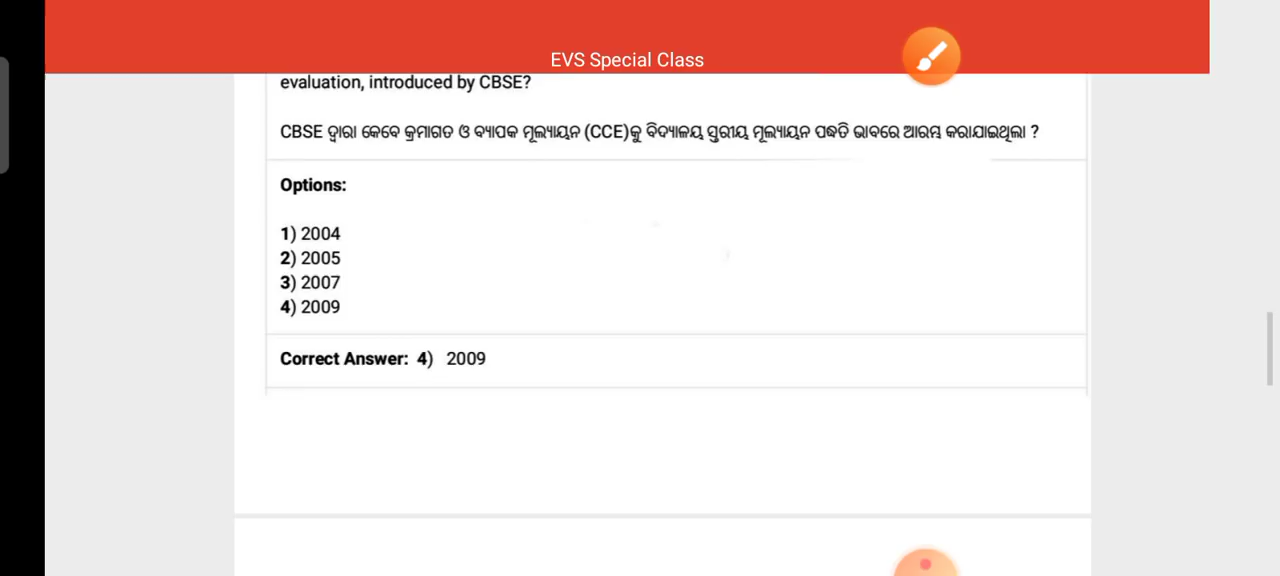 EVS Special Class
evaluation, introduced by CBSE?
CBSE ଦ୍ୱାରା କେବେ କ୍ରମାଗତ ଓ ବ୍ୟାପକ ମୂଲ୍ୟାୟନ (CCE)କୁ ବିଦ୍ୟାଳୟ ସ୍ତରୀୟ ମୂଲ୍ୟାୟନ ପଦ୍ଧତି ଭାବରେ ଆରମ୍ଭ କରାଯାଇଥିଲା ?
Options:
1) 2004
2) 2005
3) 2007
4) 2009
Correct Answer: 4) 2009